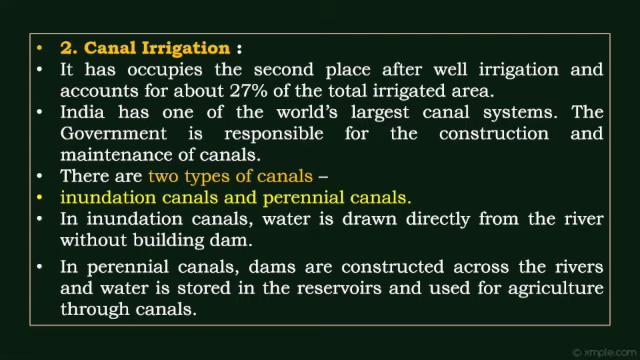 • 2. Canal Irrigation :
• It has occupies the second place after well irrigation and
accounts for about 27% of the total irrigated area.
• India has one of the world's largest canal systems. The
Government is responsible for the construction and
maintenance of canals.
• There are two types of canals –
• inundation canals and perennial canals.
• In inundation canals, water is drawn directly from the river
without building dam.
• In perennial canals, dams are constructed across the rivers
and water is stored in the reservoirs and used for agriculture
through canals.
© xmple.com